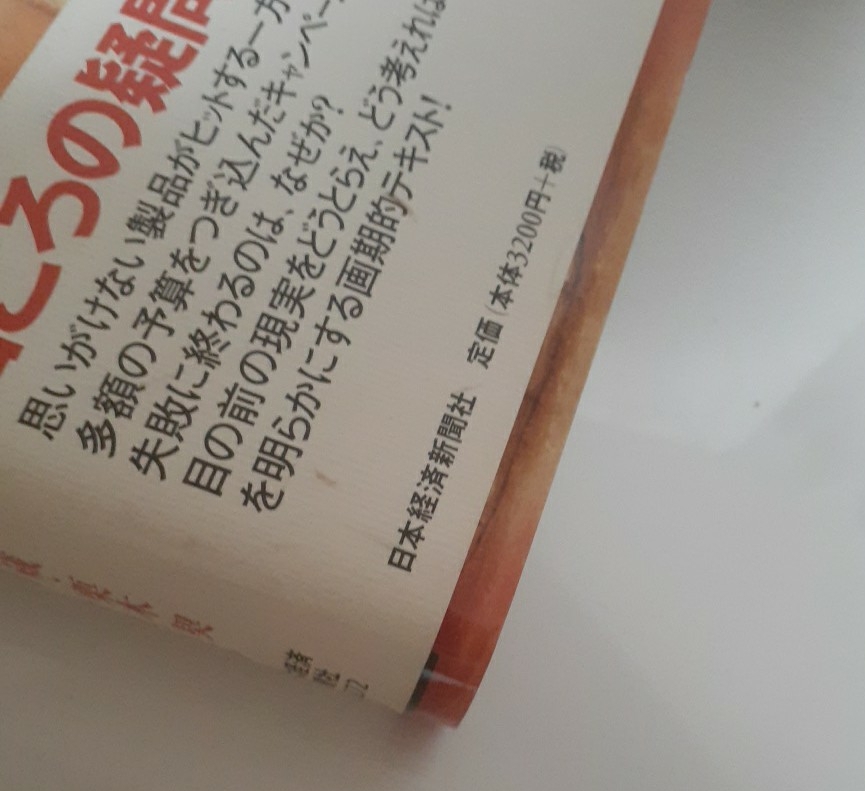 ころの疑問
思いがけない製品がヒットする一方
多額の予算をつぎ込んだキャンペー
失敗に終わるのは、なぜか?
目の前の現実をどうとらえ、どう考えれば
を明らかにする画期的テキスト!
日本経済新聞社 定価(本体3200円+税)